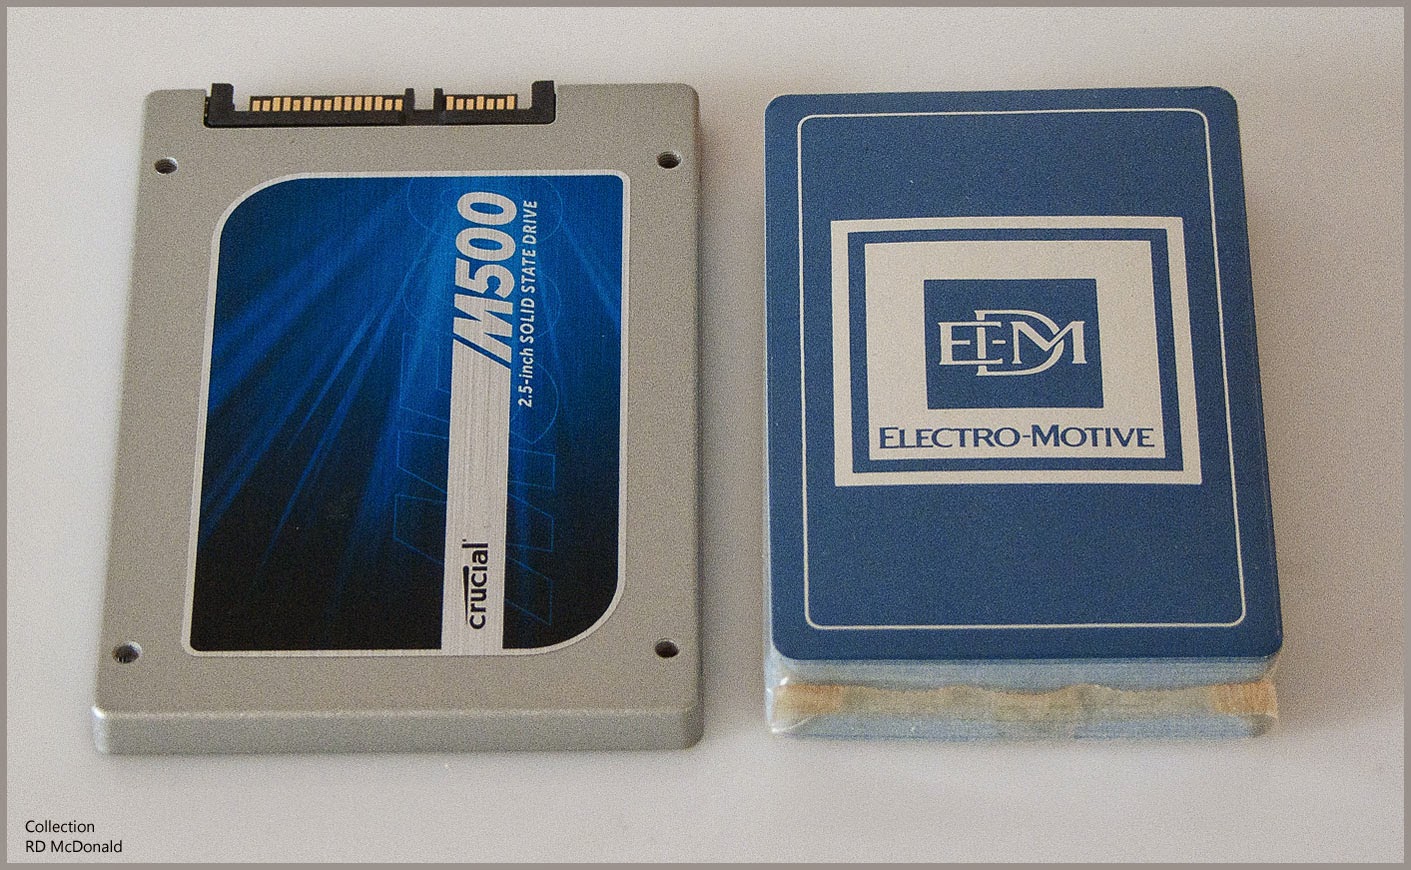 M500
2.5-inch SOLID STATE DRIVE
crucial
EMD
ELECTRO-MOTIVE
Collection
RD McDonald